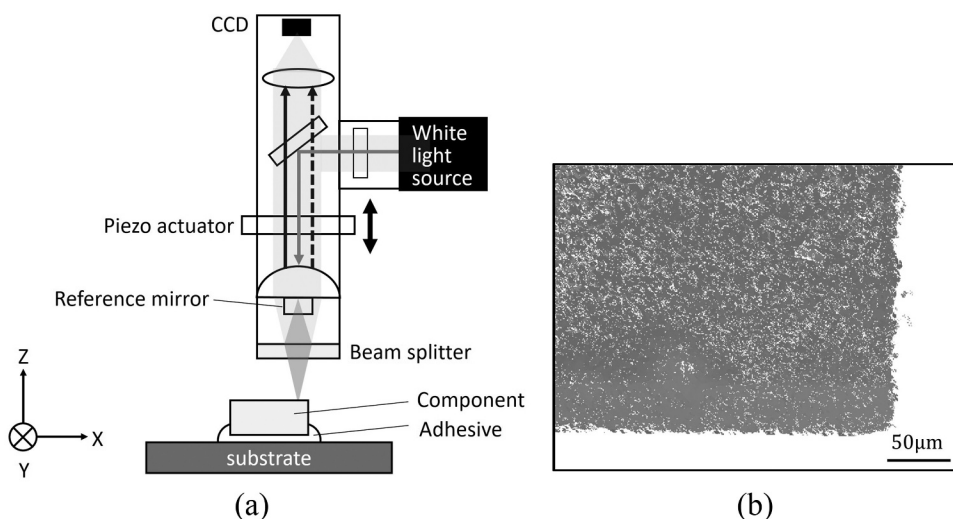 CCD
White
light
source
Piezo actuator
Reference mirror
Beam splitter
Z
X
Y
Component
Adhesive
substrate
(a)
50μm
(b)